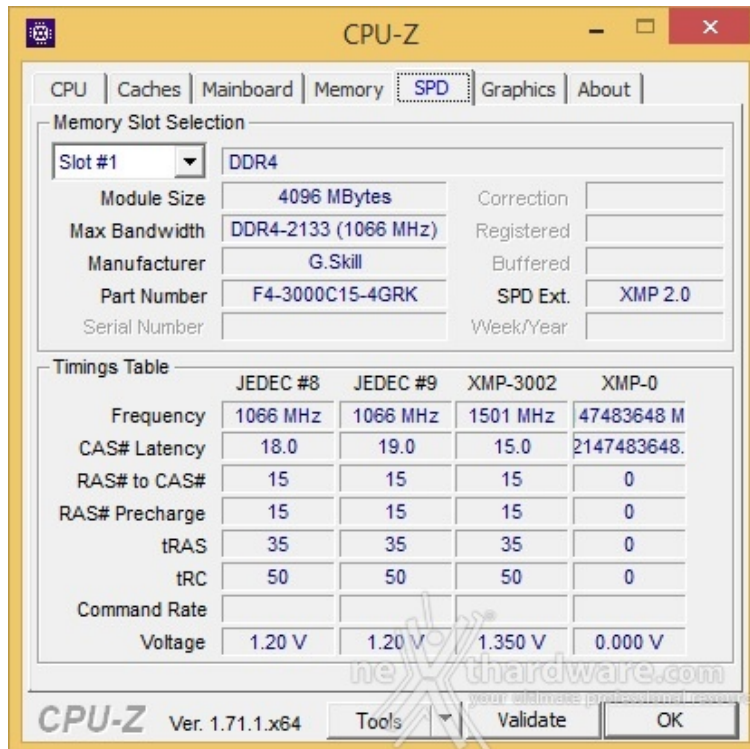 CPU-Z
CPU Caches Mainboard Memory SPD Graphics About
Memory Slot Selection
Slot #1 DDR4
Module Size 4096 MBytes Correction
Max Bandwidth DDR4-2133 (1066 MHz) Registered
Manufacturer G.Skill Buffered
Part Number F4-3000C15-4GRK SPD Ext. XMP 2.0
Serial Number Week/Year
Timings Table
JEDEC #8 JEDEC #9 XMP-3002 XMP-0
Frequency 1066 MHz 1066 MHz 1501 MHz 47483648 M
CAS# Latency 18.0 19.0 15.0 2147483648.
RAS# to CAS# 15 15 15 0
RAS# Precharge 15 15 15 0
tRAS 35 35 35 0
tRC 50 50 50 0
Command Rate
Voltage 1.20 V 1.20 V 1.350 V 0.000 V
nexthardware.com
your ultimate professional resource
CPU-Z Ver. 1.71.1.x64 Tools Validate OK